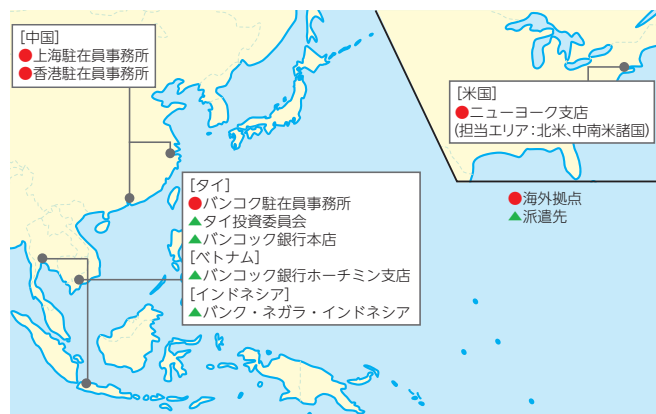 [中国]
●上海駐在員事務所
●香港駐在員事務所
[米国]
●ニューヨーク支店
(担当エリア：北米、中南米諸国)
[タイ]
●バンコク駐在員事務所
▲タイ投資委員会
▲バンコック銀行本店
[ベトナム]
▲バンコック銀行ホーチミン支店
[インドネシア]
▲バンク・ネガラ・インドネシア
●海外拠点
▲派遣先